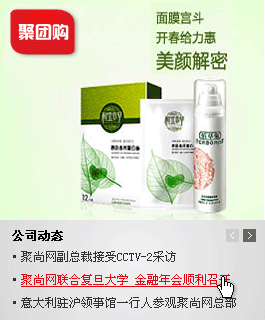 聚团购
面膜宫斗
开春给力惠
美颜解密
公司动态
聚尚网副总裁接受CCTV-2采访
聚尚网联合复旦大学 金融年会顺利召开
意大利驻沪领事馆一行人参观聚尚网总部